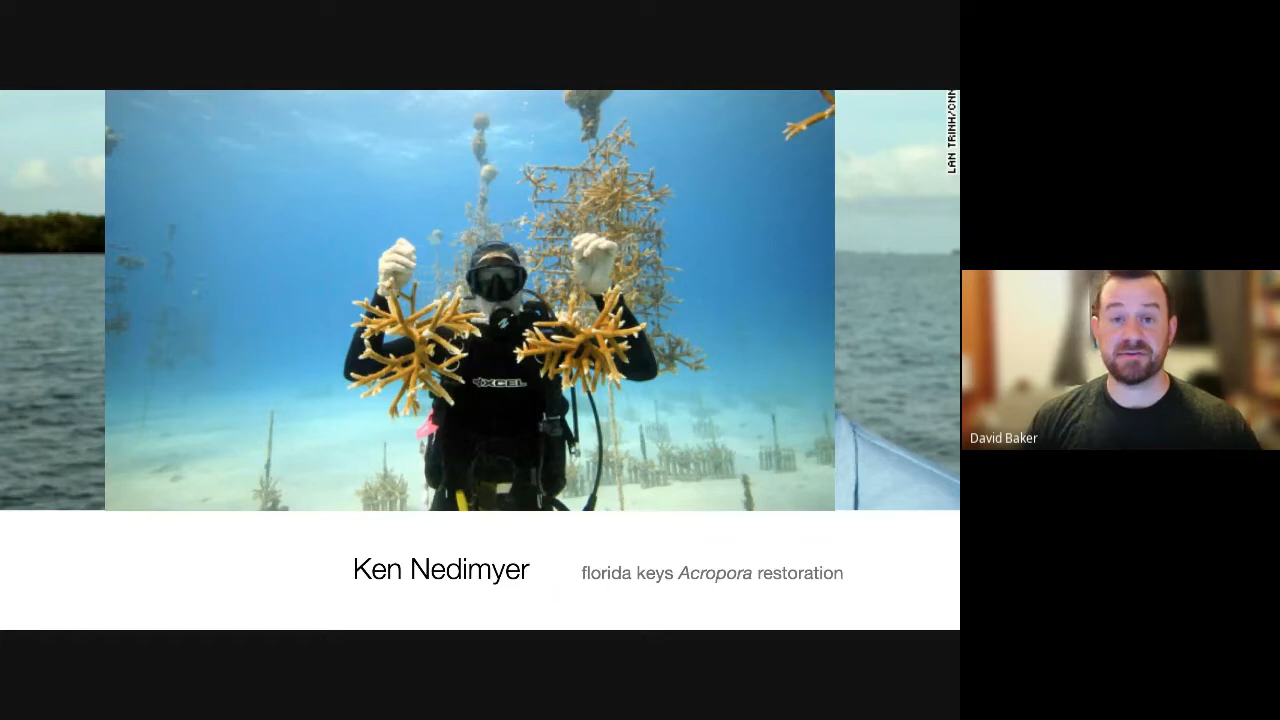 LAN TRINH/CNN
XCEL
David Baker
Ken Nedimyer
florida keys Acropora restoration